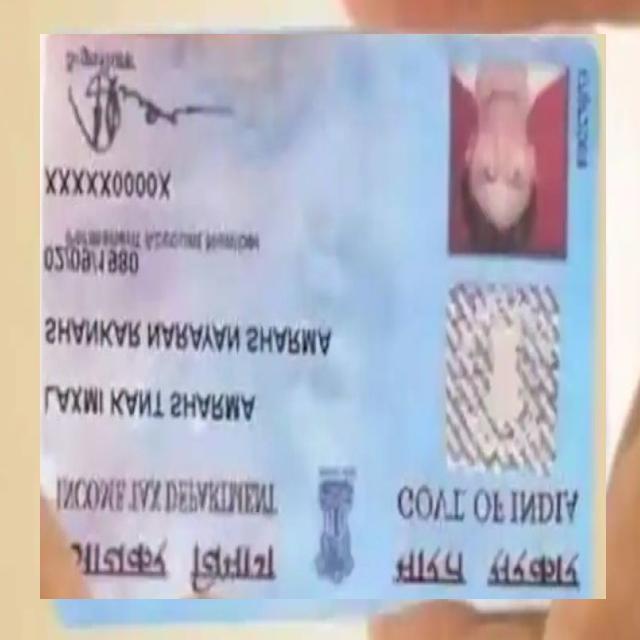 आयकर विभाग भारत सरकार
INCOME TAX DEPARTMENT GOVT. OF INDIA
LAXMI KANT SHARMA
SHANKAR NARAYAN SHARMA
02/09/1980
Permanent Account Number
XXXXX0000X
Signature